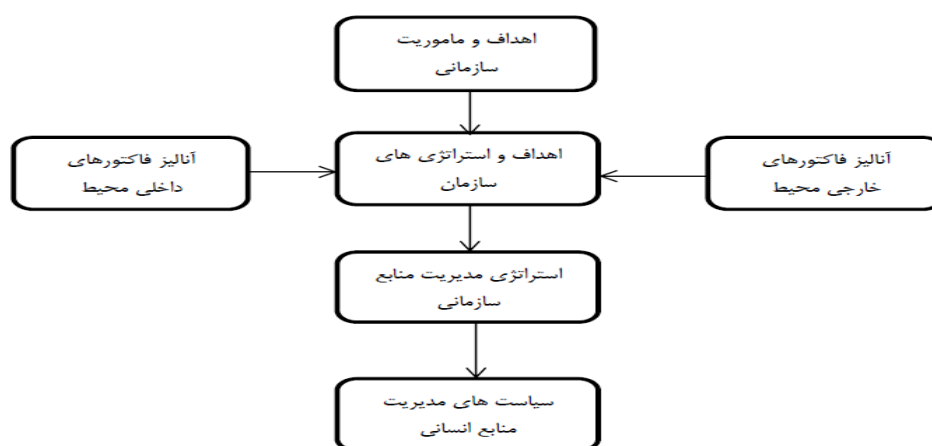 اهداف و ماموریت
سازمانی
آنالیز فاکتورهای
خارجی محیط
اهداف و استراتژی های
سازمان
آنالیز فاکتورهای
داخلی محیط
استراتژی مدیریت منابع
سازمانی
سیاست های مدیریت
منابع انسانی